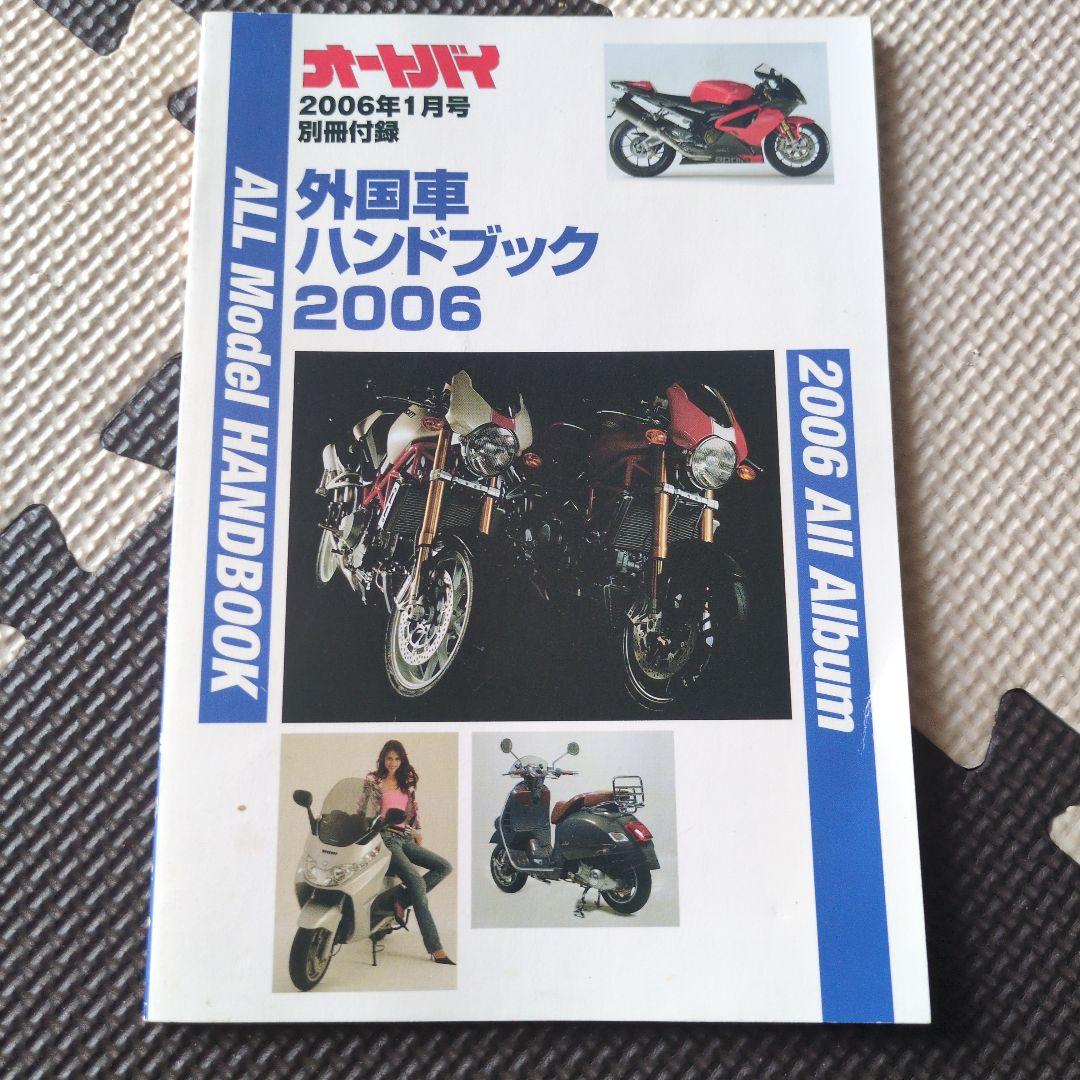 オートバイ
2006年1月号
別冊付録
外国車
ハンドブック
2006
ALL Model HANDBOOK
2006 All Album